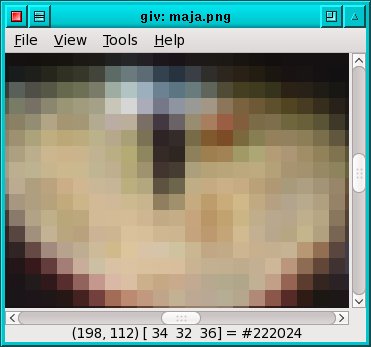 giv: maja.png
File View Tools Help
(198, 112) [ 34 32 36] = #222024